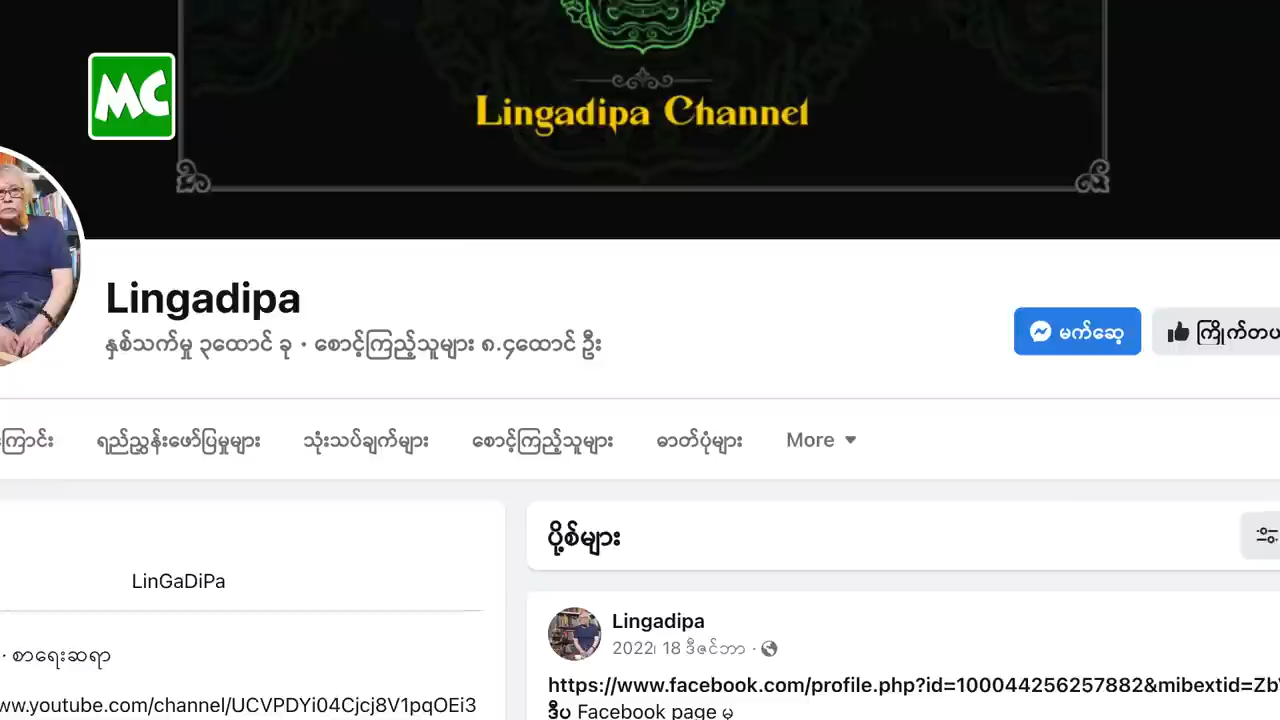 MC
Lingadipa Channel
Lingadipa
နှစ်သက်မှု ၃ထောင် ခု · စောင့်ကြည့်သူများ ၈.၄ထောင် ဦး
မက်ဆေ့
ကြိုက်တယ
ကြောင်း ရည်ညွှန်းဖော်ပြမှုများ သုံးသပ်ချက်များ စောင့်ကြည့်သူများ ဓာတ်ပုံများ More
ပို့စ်များ
LinGaDiPa
Lingadipa
2022၊ 18 ဒီဇင်ဘာ ·
· စာရေးဆရာ
https://www.facebook.com/profile.php?id=100044256257882&mibextid=Zb
ww.youtube.com/channel/UCVPDYi04Cjcj8V1pqOEi3
ဒီပ Facebook page မှ